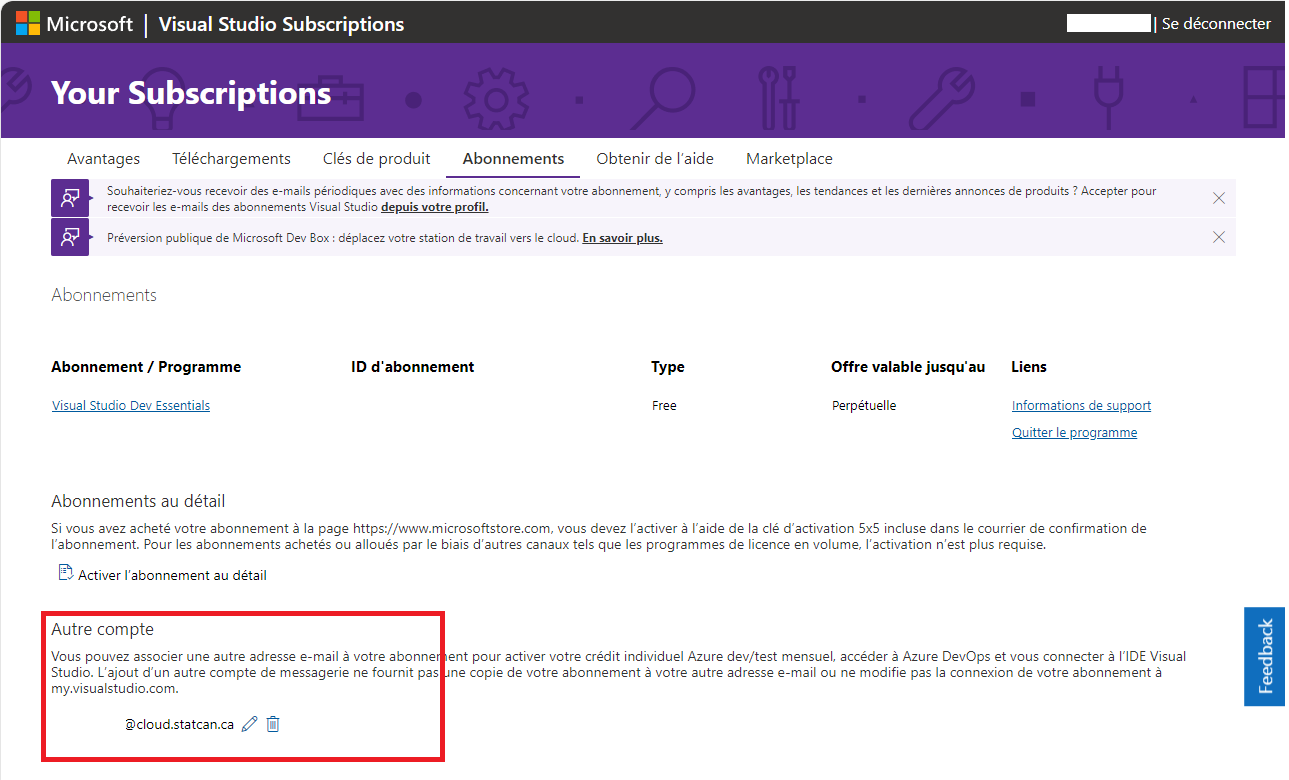 Microsoft | Visual Studio Subscriptions
| Se déconnecter
Your Subscriptions
Avantages Téléchargements Clés de produit Abonnements Obtenir de l’aide Marketplace
Souhaiteriez-vous recevoir des e-mails périodiques avec des informations concernant votre abonnement, y compris les avantages, les tendances et les dernières annonces de produits ? Accepter pour
recevoir les e-mails des abonnements Visual Studio depuis votre profil.
Préversion publique de Microsoft Dev Box : déplacez votre station de travail vers le cloud. En savoir plus.
Abonnements
Abonnement / Programme ID d'abonnement Type Offre valable jusqu'au Liens
Visual Studio Dev Essentials Free Perpétuelle Informations de support
Quitter le programme
Abonnements au détail
Si vous avez acheté votre abonnement à la page https://www.microsoftstore.com, vous devez l’activer à l’aide de la clé d’activation 5x5 incluse dans le courrier de confirmation de
l’abonnement. Pour les abonnements achetés ou alloués par le biais d’autres canaux tels que les programmes de licence en volume, l’activation n’est plus requise.
Activer l’abonnement au détail
Autre compte
Vous pouvez associer une autre adresse e-mail à votre abonnement pour activer votre crédit individuel Azure dev/test mensuel, accéder à Azure DevOps et vous connecter à l’IDE Visual
Studio. L’ajout d’un autre compte de messagerie ne fournit pas une copie de votre abonnement à votre autre adresse e-mail ou ne modifie pas la connexion de votre abonnement à
my.visualstudio.com.
@cloud.statcan.ca
Feedback